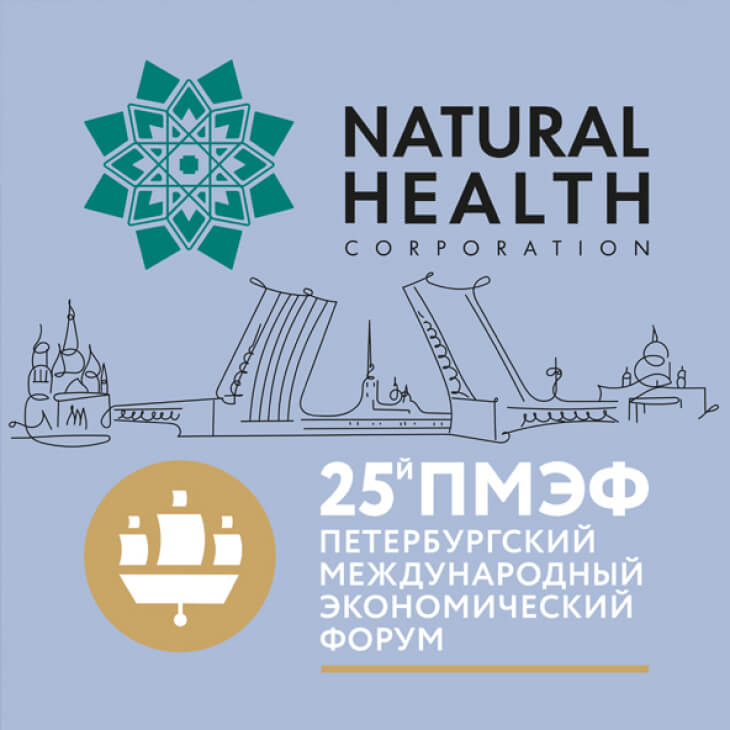 NATURAL
HEALTH
CORPORATION
25й ПМЭФ
ПЕТЕРБУРГСКИЙ
МЕЖДУНАРОДНЫЙ
ЭКОНОМИЧЕСКИЙ
ФОРУМ